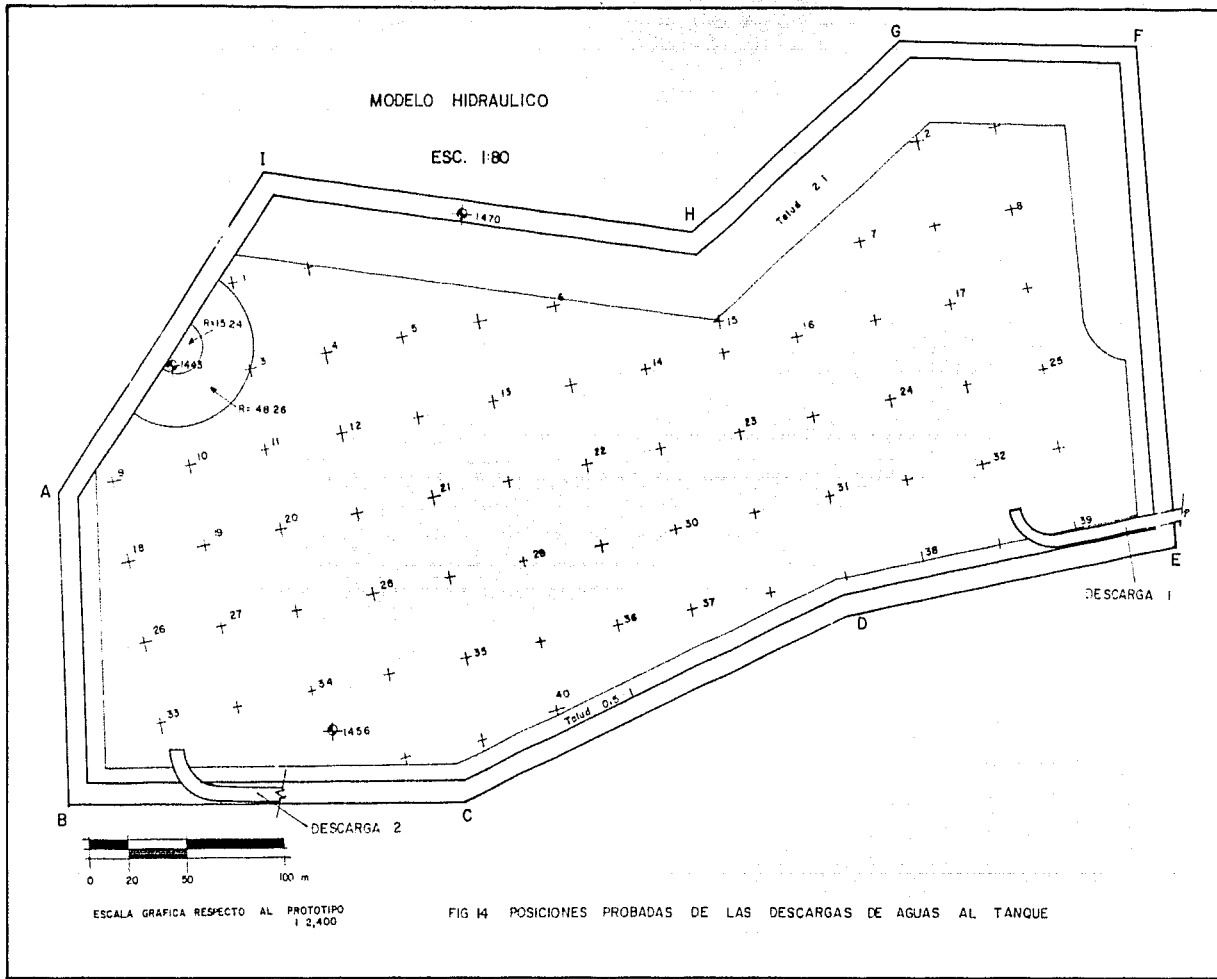 G
F
MODELO HIDRAULICO
ESC. 1:80
I
H
1470
Talud 2:1
2
8
7
1
6
5
17
15
16
R=15.24
4
14
1443
3
25
R= 48.26
13
24
12
23
11
10
22
32
9
A
21
31
20
30
39
19
P
18
29
38
E
28
DESCARGA 1
37
27
36
D
26
35
34
40
Talud 0.5:1
33
1456
B
C
DESCARGA 2
0 20 50 100 m
ESCALA GRAFICA RESPECTO AL PROTOTIPO
1 2,400
FIG 14 POSICIONES PROBADAS DE LAS DESCARGAS DE AGUAS AL TANQUE